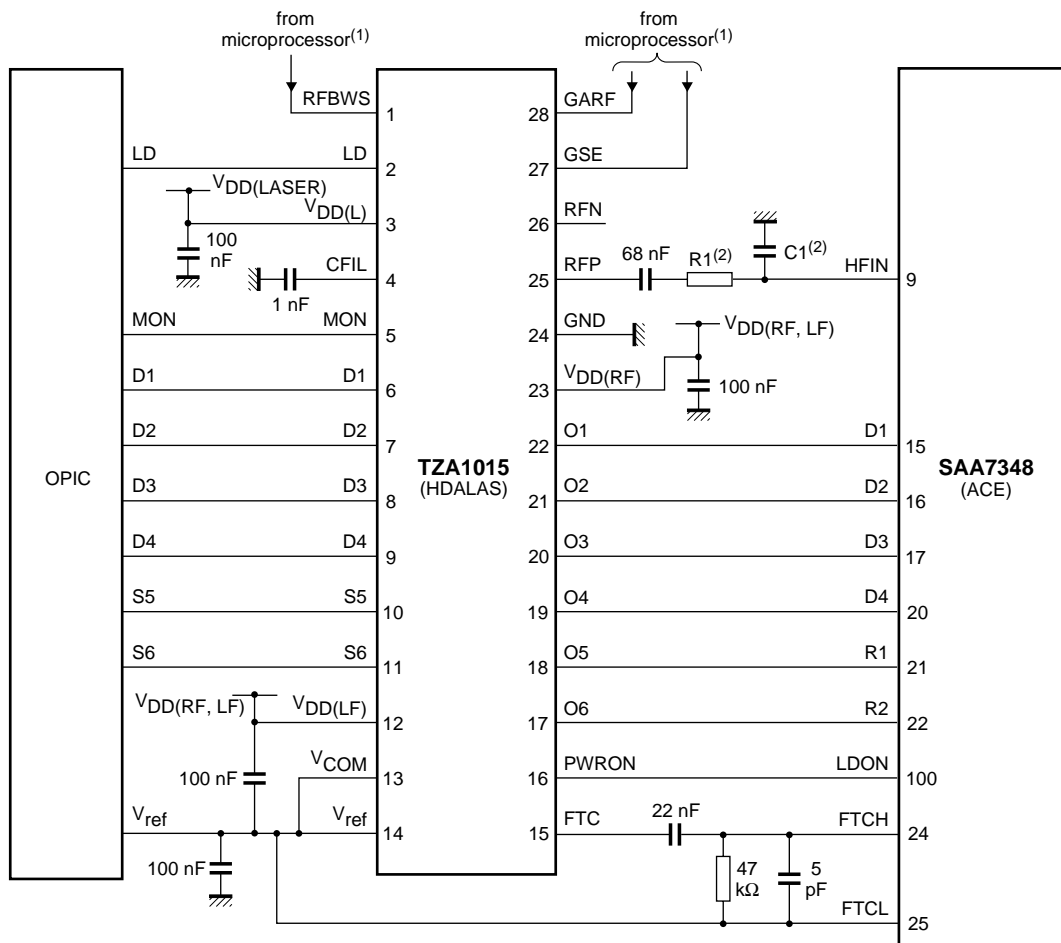 from
microprocessor(1)
from
microprocessor(1)
RFBWS
1
28
GARF
LD
LD
2
27
GSE
VDD(LASER)
VDD(L)
3
26
RFN
100
nF
CFIL
4
1 nF
25
RFP
68 nF
R1(2)
C1(2)
HFIN
9
MON
MON
5
24
GND
VDD(RF, LF)
D1
D1
6
23
VDD(RF)
100 nF
D2
D2
7
22
O1
D1
15
OPIC
TZA1015
(HDALAS)
SAA7348
(ACE)
D3
D3
8
21
O2
D2
16
D4
D4
9
20
O3
D3
17
S5
S5
10
19
O4
D4
20
S6
S6
11
18
O5
R1
21
VDD(RF, LF)
VDD(LF)
12
17
O6
R2
22
100 nF
VCOM
13
16
PWRON
LDON
100
Vref
Vref
14
15
FTC
22 nF
FTCH
24
100 nF
47
kΩ
5
pF
FTCL
25